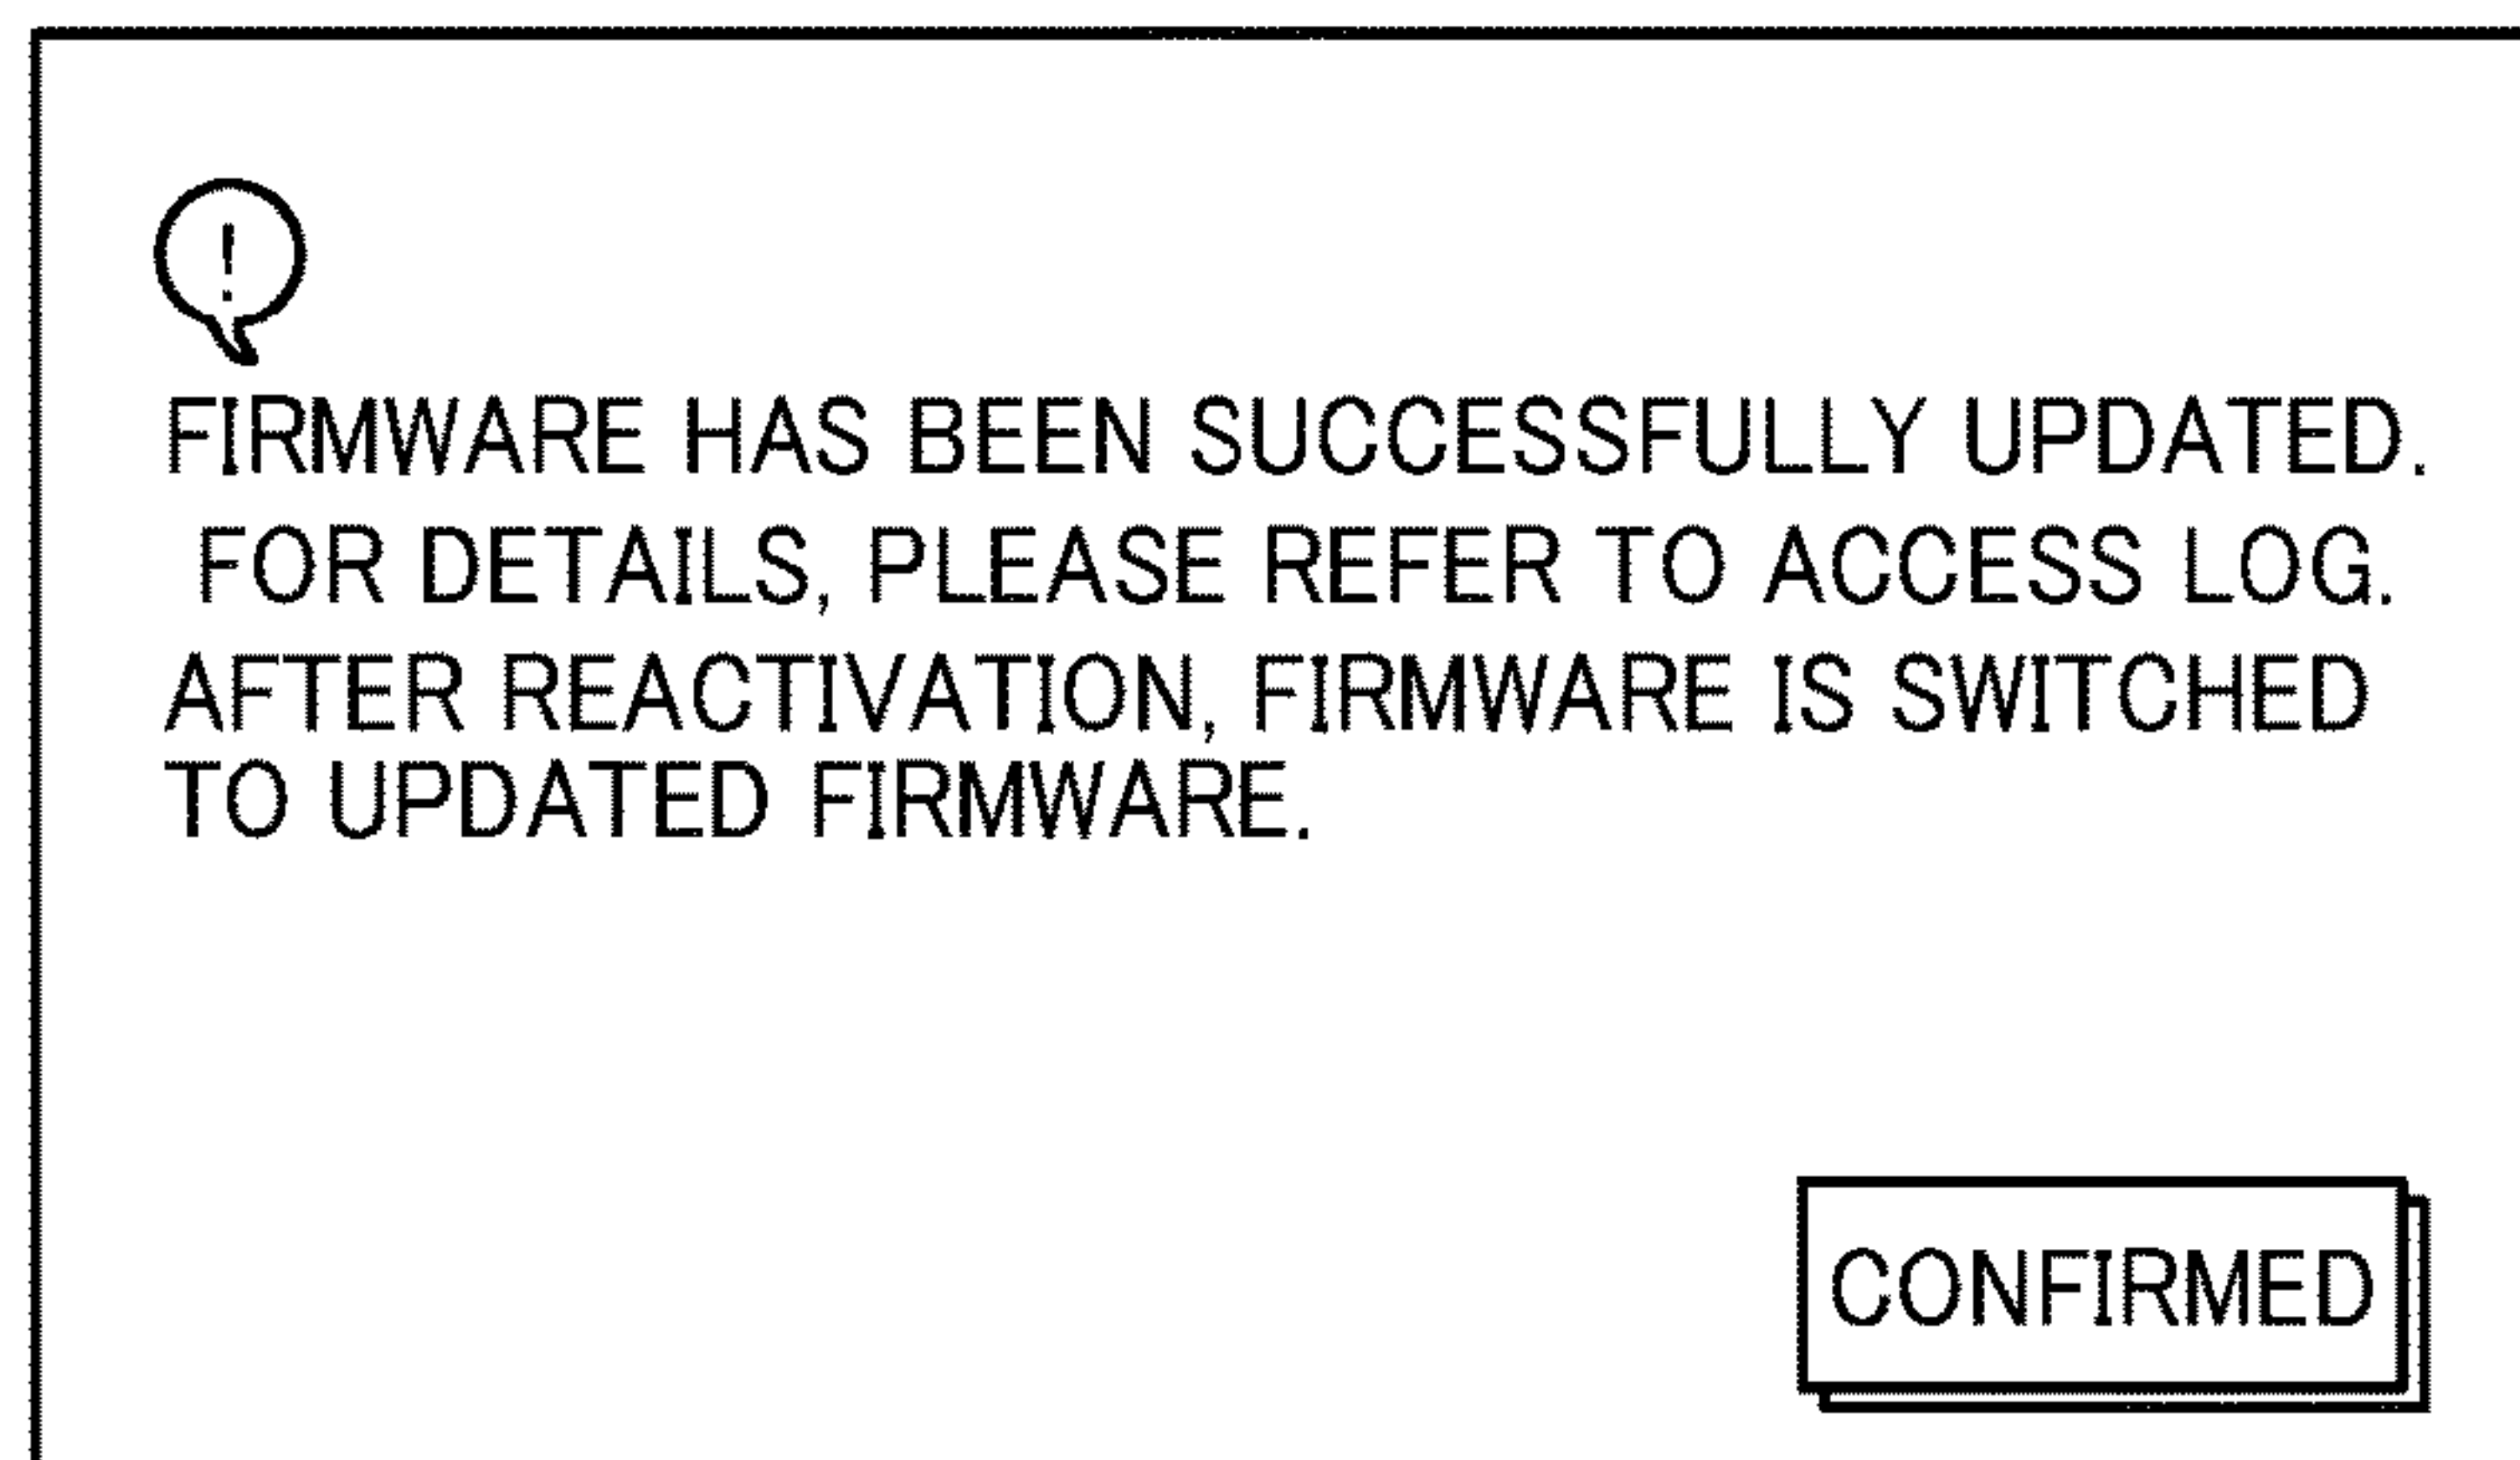 !
FIRMWARE HAS BEEN SUCCESSFULLY UPDATED.
FOR DETAILS, PLEASE REFER TO ACCESS LOG.
AFTER REACTIVATION, FIRMWARE IS SWITCHED
TO UPDATED FIRMWARE.
CONFIRMED